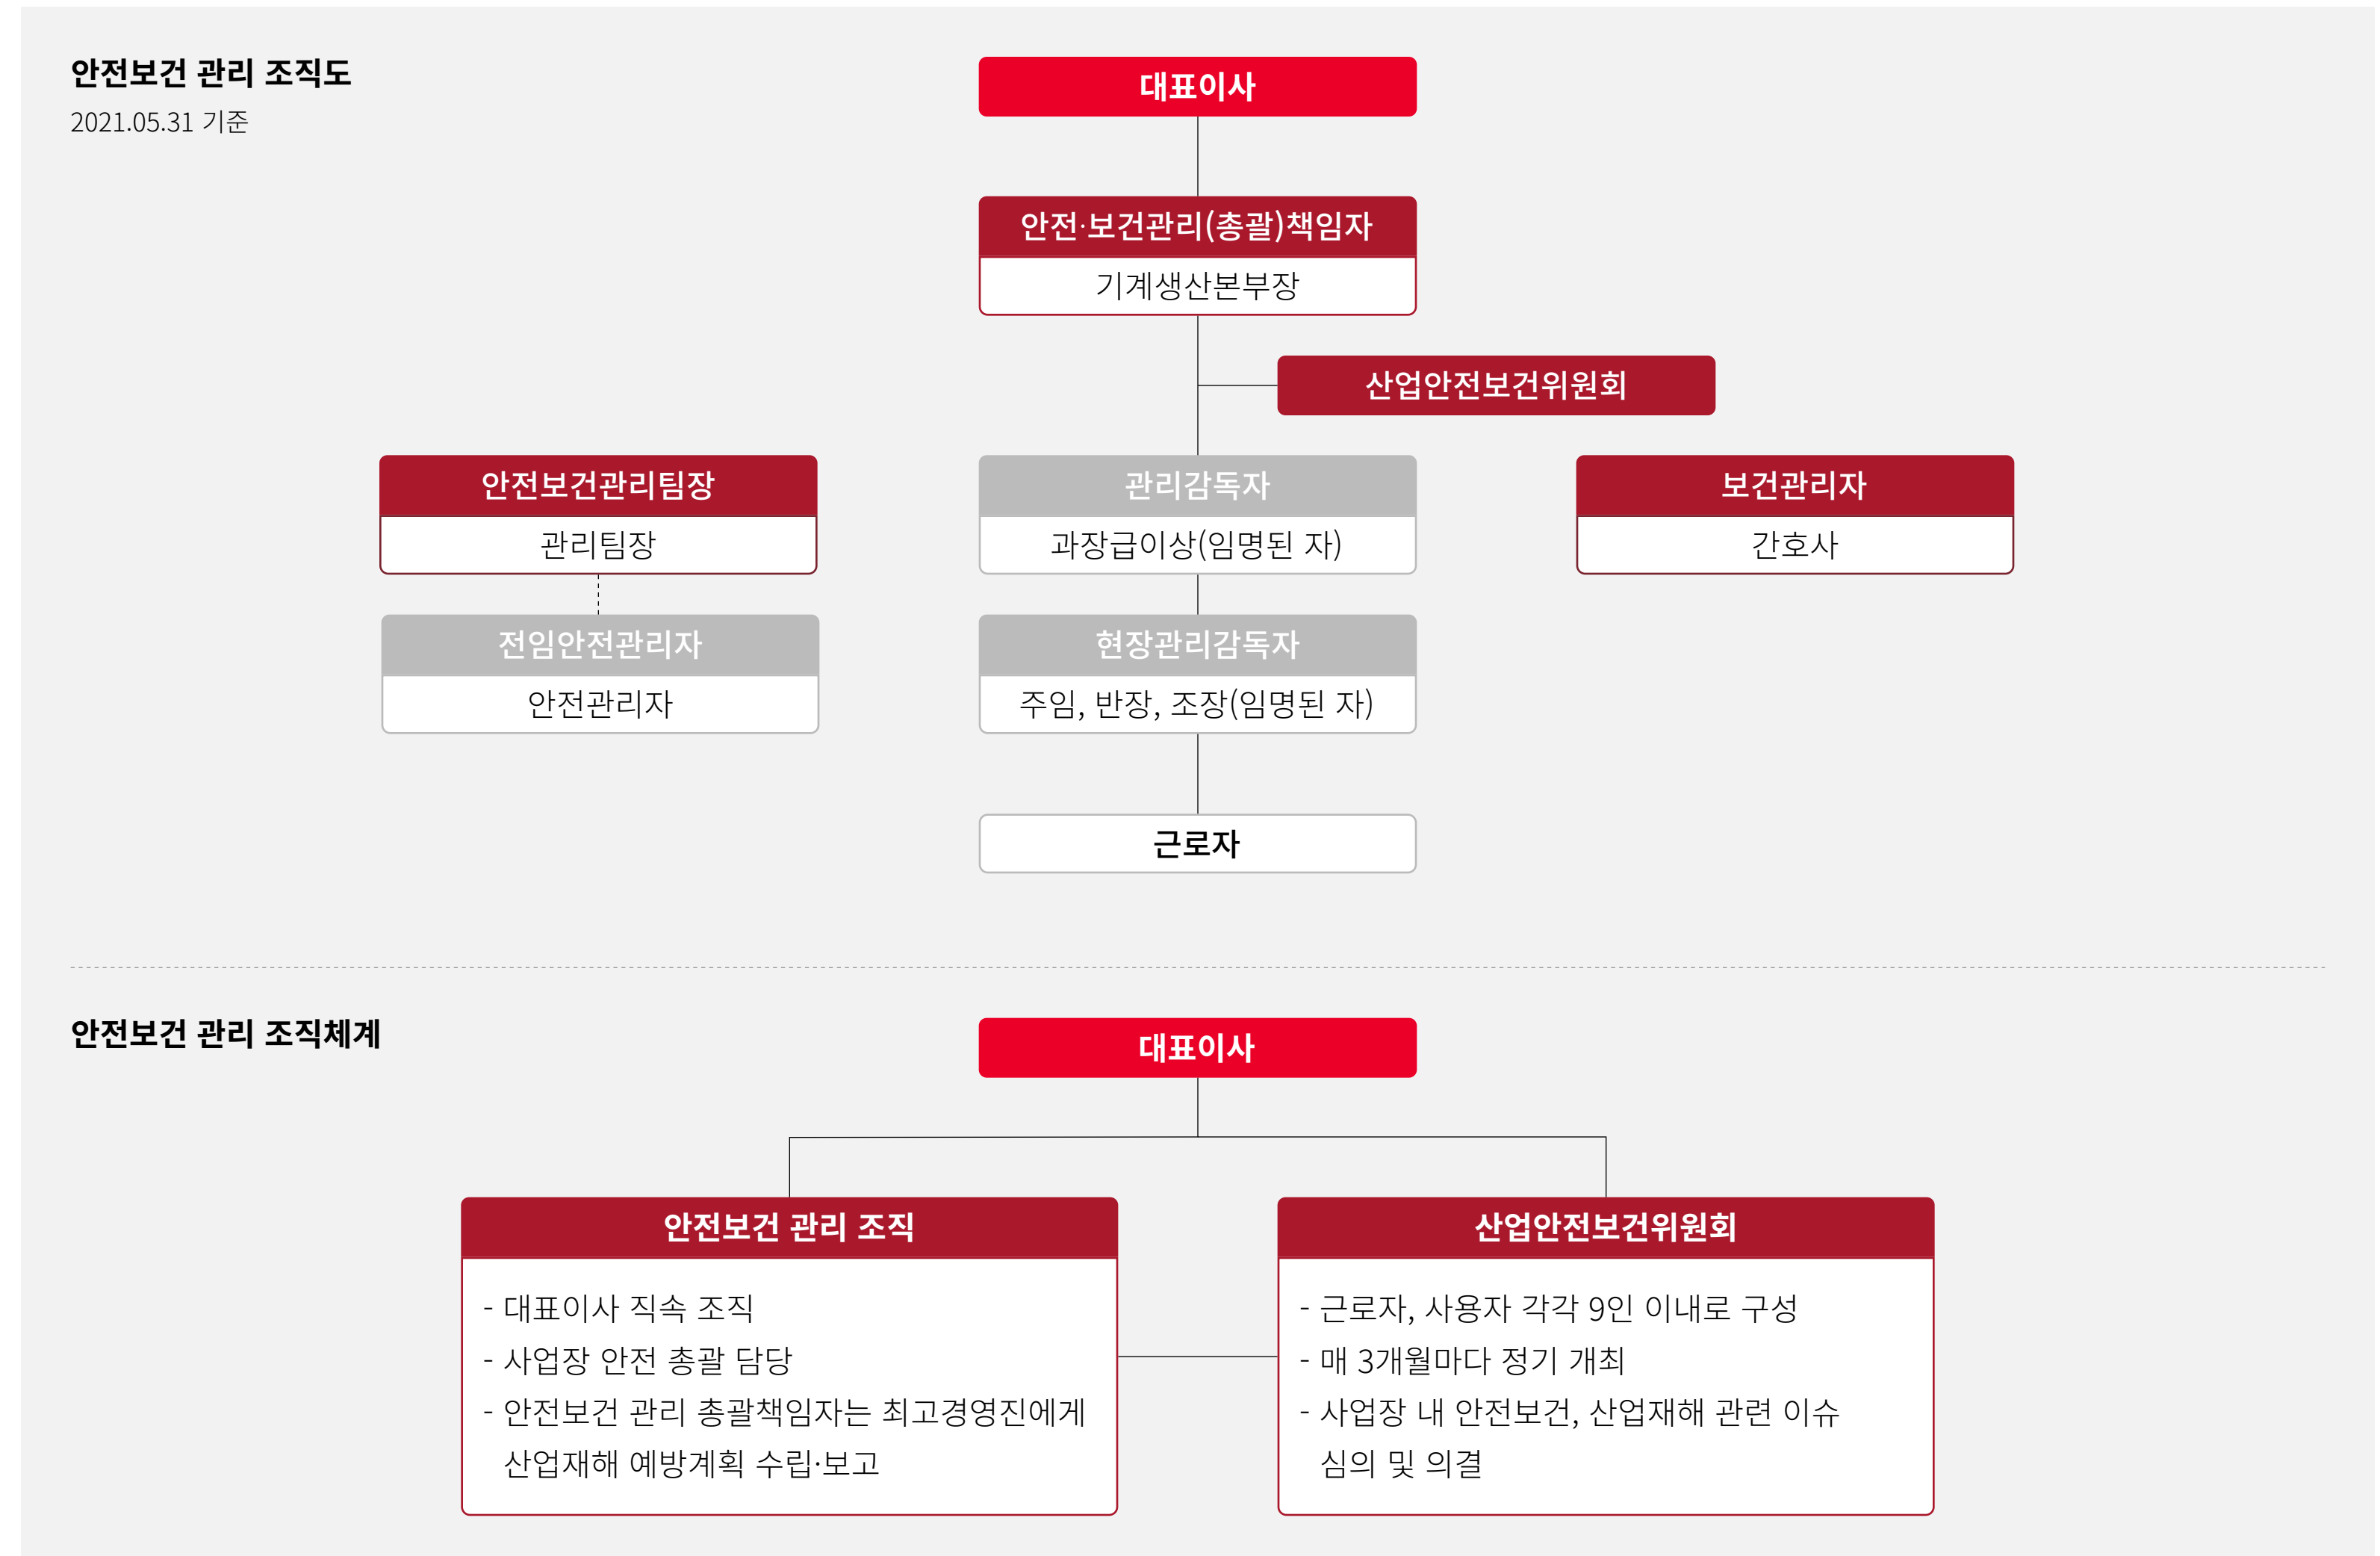 안전보건 관리 조직도
2021.05.31 기준
대표이사
안전·보건관리(총괄)책임자
기계생산본부장
산업안전보건위원회
안전보건관리팀장
관리팀장
관리감독자
과장급이상(임명된 자)
보건관리자
간호사
전임안전관리자
안전관리자
현장관리감독자
주임, 반장, 조장(임명된 자)
근로자
안전보건 관리 조직체계
대표이사
안전보건 관리 조직
- 대표이사 직속 조직
- 사업장 안전 총괄 담당
- 안전보건 관리 총괄책임자는 최고경영진에게
산업재해 예방계획 수립·보고
산업안전보건위원회
- 근로자, 사용자 각각 9인 이내로 구성
- 매 3개월마다 정기 개최
- 사업장 내 안전보건, 산업재해 관련 이슈
심의 및 의결